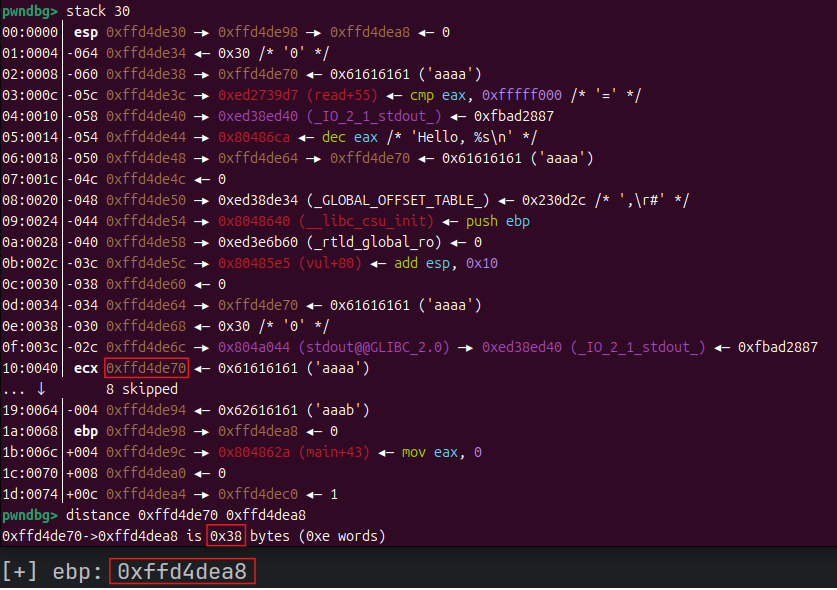 pwndbg> stack 30
00:0000│ esp 0xffd4de30 —▸ 0xffd4de98 —▸ 0xffd4dea8 ◂— 0
01:0004│-064 0xffd4de34 ◂— 0x30 /* '0' */
02:0008│-060 0xffd4de38 —▸ 0xffd4de70 ◂— 0x61616161 ('aaaa')
03:000c│-05c 0xffd4de3c —▸ 0xed2739d7 (read+55) ◂— cmp eax, 0xfffff000 /* '=' */
04:0010│-058 0xffd4de40 —▸ 0xed38ed40 (_IO_2_1_stdout_) ◂— 0xfbad2887
05:0014│-054 0xffd4de44 —▸ 0x80486ca ◂— dec eax /* 'Hello, %s\n' */
06:0018│-050 0xffd4de48 —▸ 0xffd4de64 —▸ 0xffd4de70 ◂— 0x61616161 ('aaaa')
07:001c│-04c 0xffd4de4c ◂— 0
08:0020│-048 0xffd4de50 —▸ 0xed38de34 (_GLOBAL_OFFSET_TABLE_) ◂— 0x230d2c /* ',\r#' */
09:0024│-044 0xffd4de54 —▸ 0x8048640 (__libc_csu_init) ◂— push ebp
0a:0028│-040 0xffd4de58 —▸ 0xed3e6b60 (_rtld_global_ro) ◂— 0
0b:002c│-03c 0xffd4de5c —▸ 0x80485e5 (vul+80) ◂— add esp, 0x10
0c:0030│-038 0xffd4de60 ◂— 0
0d:0034│-034 0xffd4de64 —▸ 0xffd4de70 ◂— 0x61616161 ('aaaa')
0e:0038│-030 0xffd4de68 ◂— 0x30 /* '0' */
0f:003c│-02c 0xffd4de6c —▸ 0x804a044 (stdout@@GLIBC_2.0) —▸ 0xed38ed40 (_IO_2_1_stdout_) ◂— 0xfbad2887
10:0040│ ecx 0xffd4de70 ◂— 0x61616161 ('aaaa')
... ↓ 8 skipped
19:0064│-004 0xffd4de94 ◂— 0x62616161 ('aaab')
1a:0068│ ebp 0xffd4de98 —▸ 0xffd4dea8 ◂— 0
1b:006c│+004 0xffd4de9c —▸ 0x804862a (main+43) ◂— mov eax, 0
1c:0070│+008 0xffd4dea0 ◂— 0
1d:0074│+00c 0xffd4dea4 —▸ 0xffd4dec0 ◂— 1
pwndbg> distance 0xffd4de70 0xffd4dea8
0xffd4de70->0xffd4dea8 is 0x38 bytes (0xe words)
[+] ebp: 0xffd4dea8